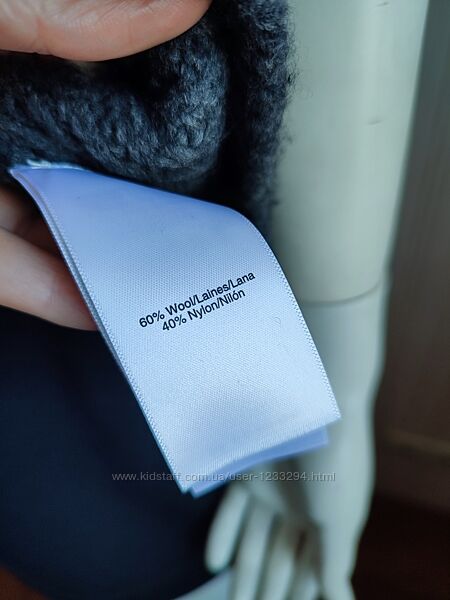 60% Wool/Laines/Lana
40% Nylon/Nilón
www.kidstaff.com.ua/user-1233294.html